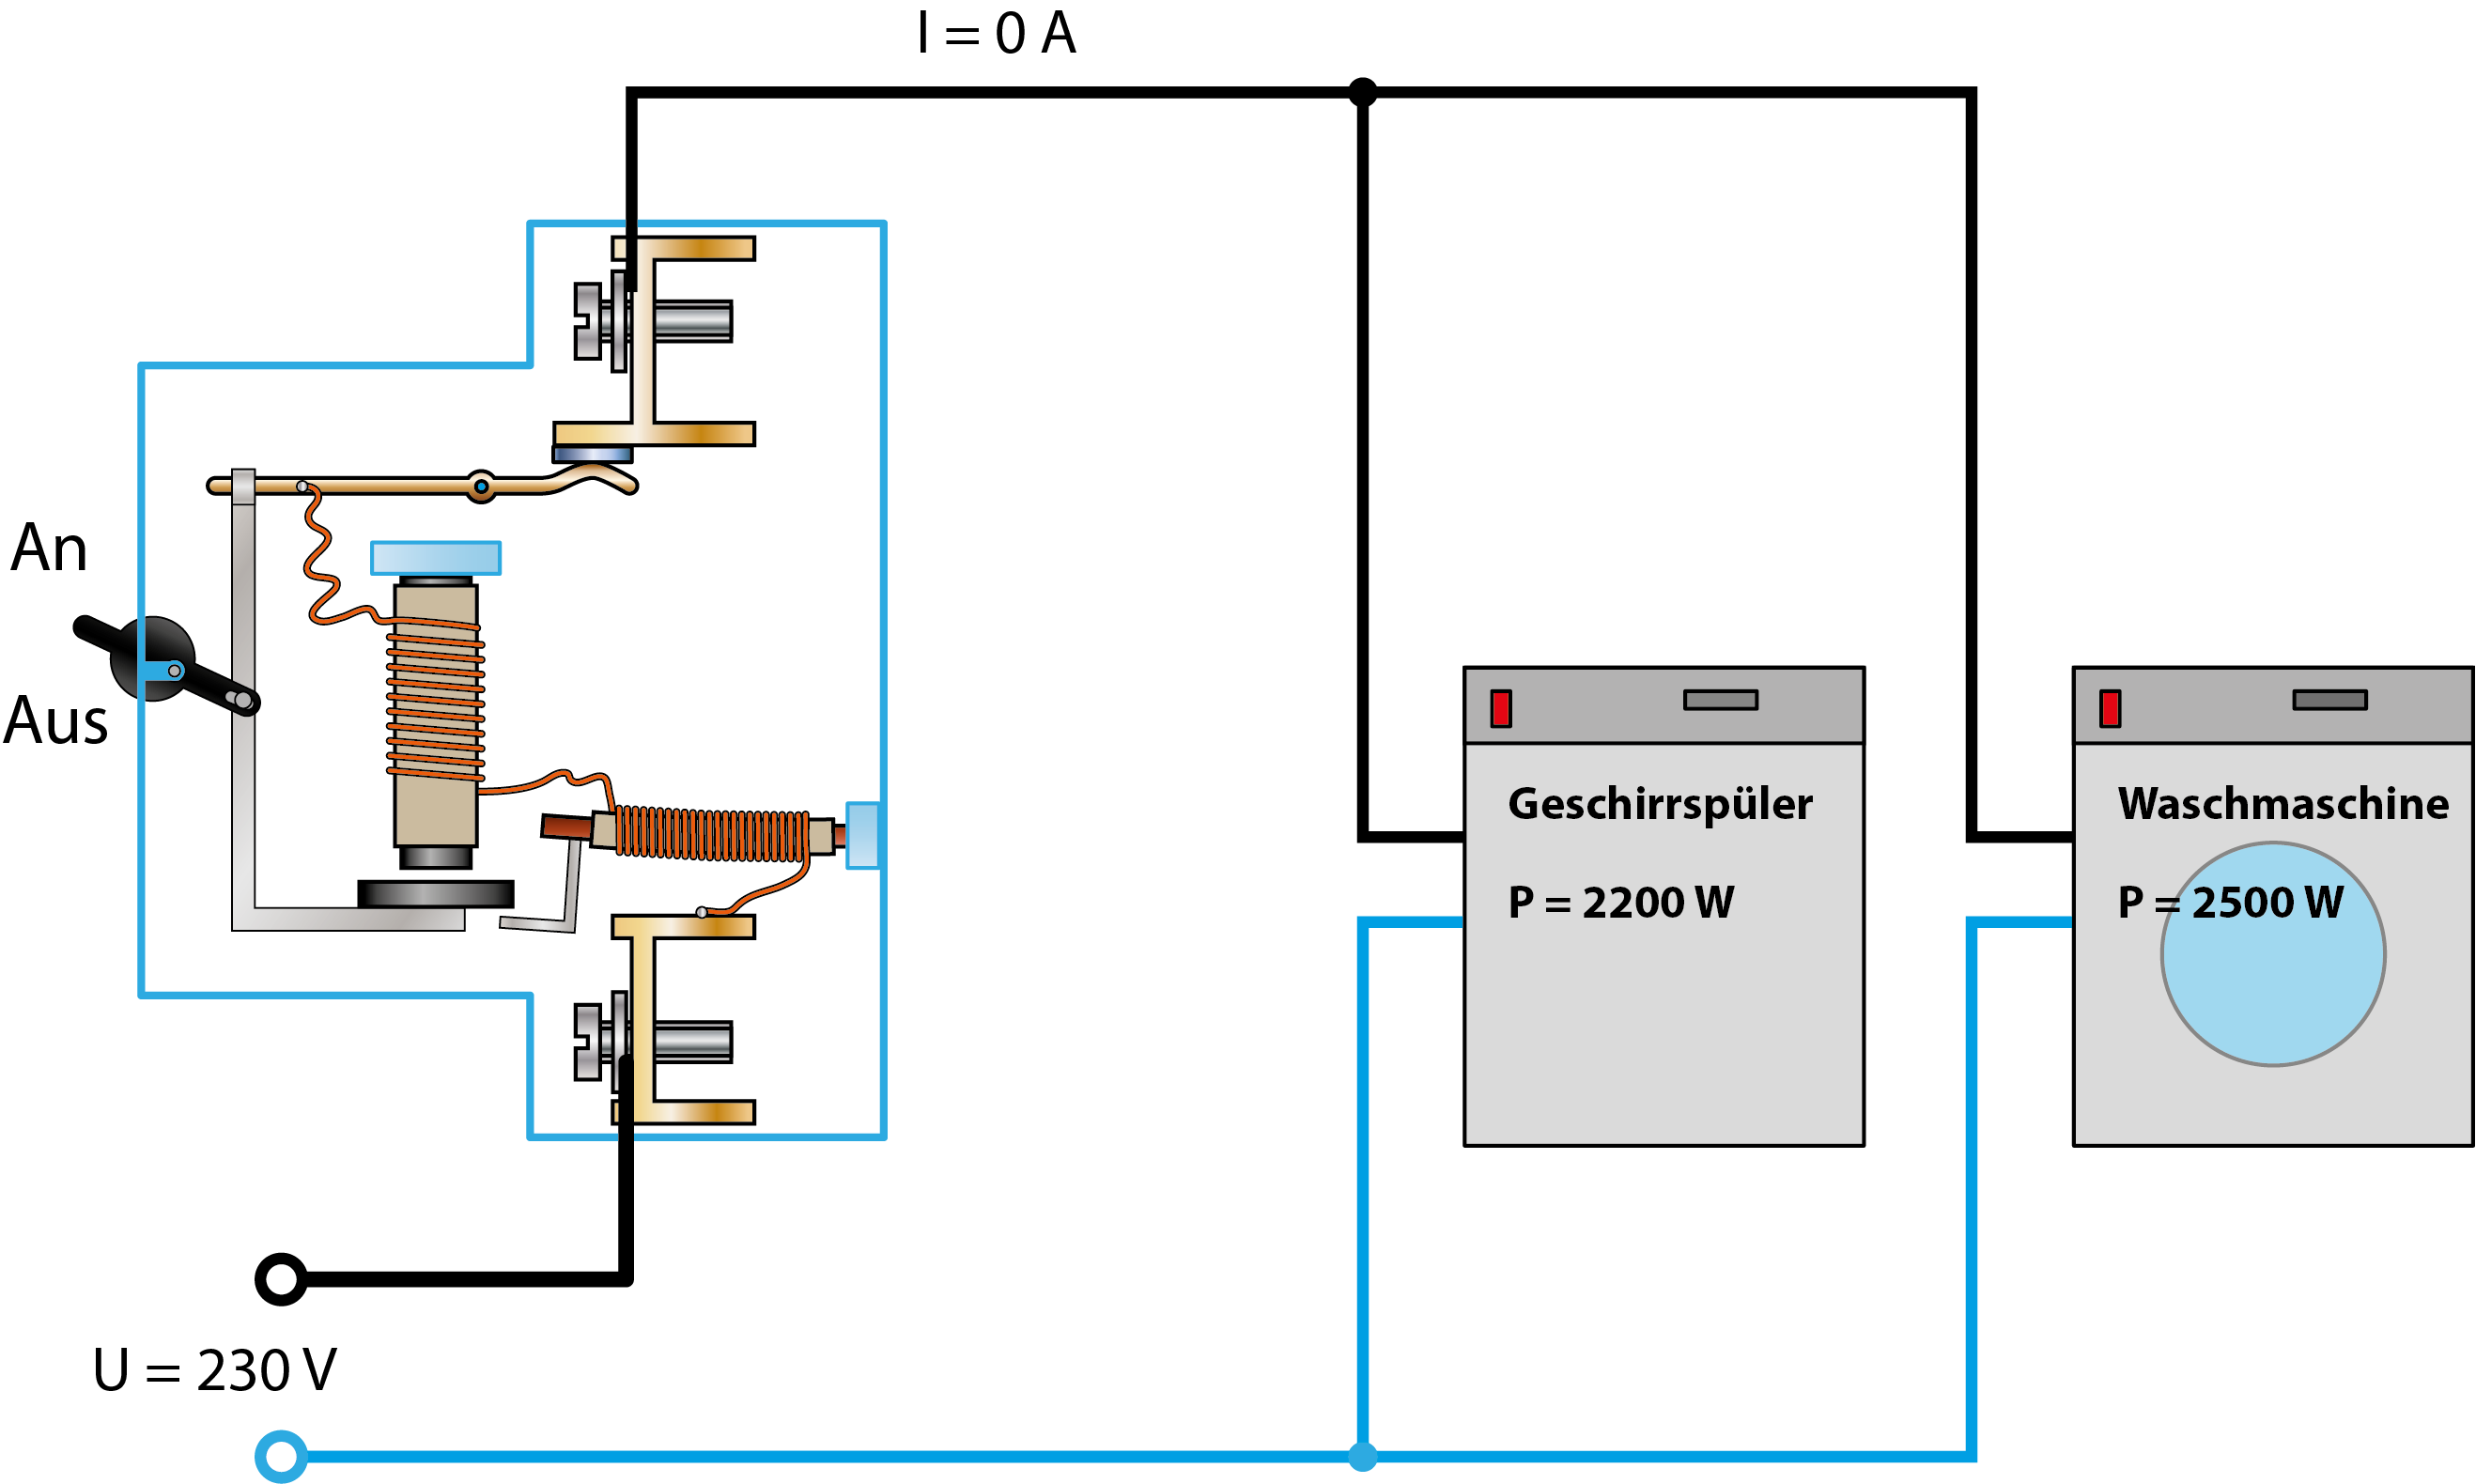 I = 0 A
An
Aus
Geschirrspüler
P = 2200 W
Waschmaschine
P = 2500 W
U = 230 V